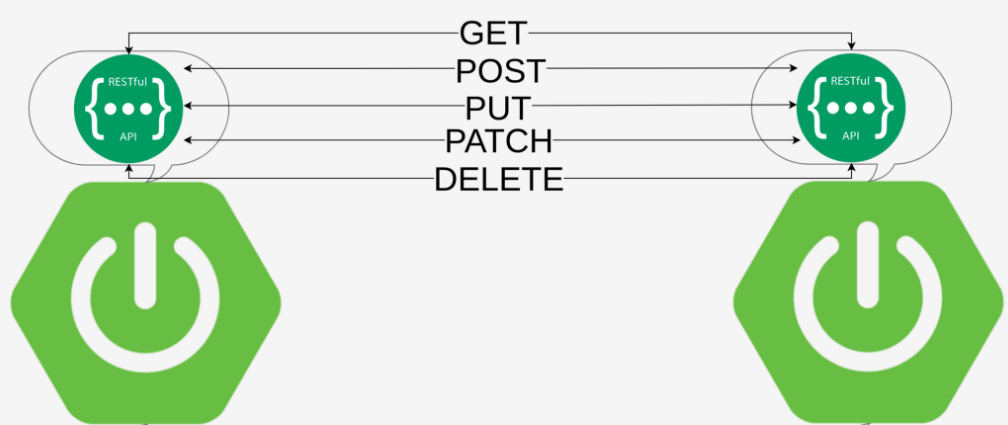 GET
POST
PUT
PATCH
DELETE
RESTful
API
RESTful
API